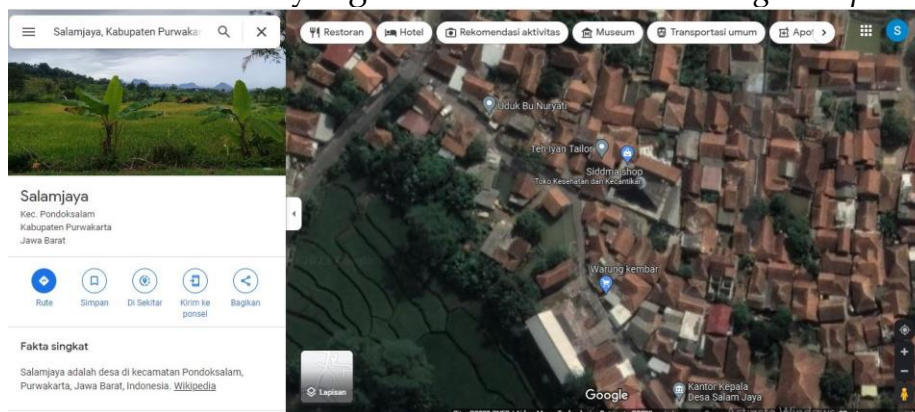 Salamjaya, Kabupaten Purwaka
Restoran
Hotel
Rekomendasi aktivitas
Museum
Transportasi umum
Apot
S
Uduk Bu Nuryati
Teh Iyan Tailor
Siddma shop
Toko Kesehatan dan Kecantikan
Salamjaya
Kec. Pondoksalam
Kabupaten Purwakarta
Jawa Barat
Rute
Simpan
Di Sekitar
Kirim ke
ponsel
Bagikan
Warung kembar
Fakta singkat
Salamjaya adalah desa di kecamatan Pondoksalam,
Purwakarta, Jawa Barat, Indonesia. Wikipedia
Lapisan
Google
Kantor Kepala
Desa Salam Jaya